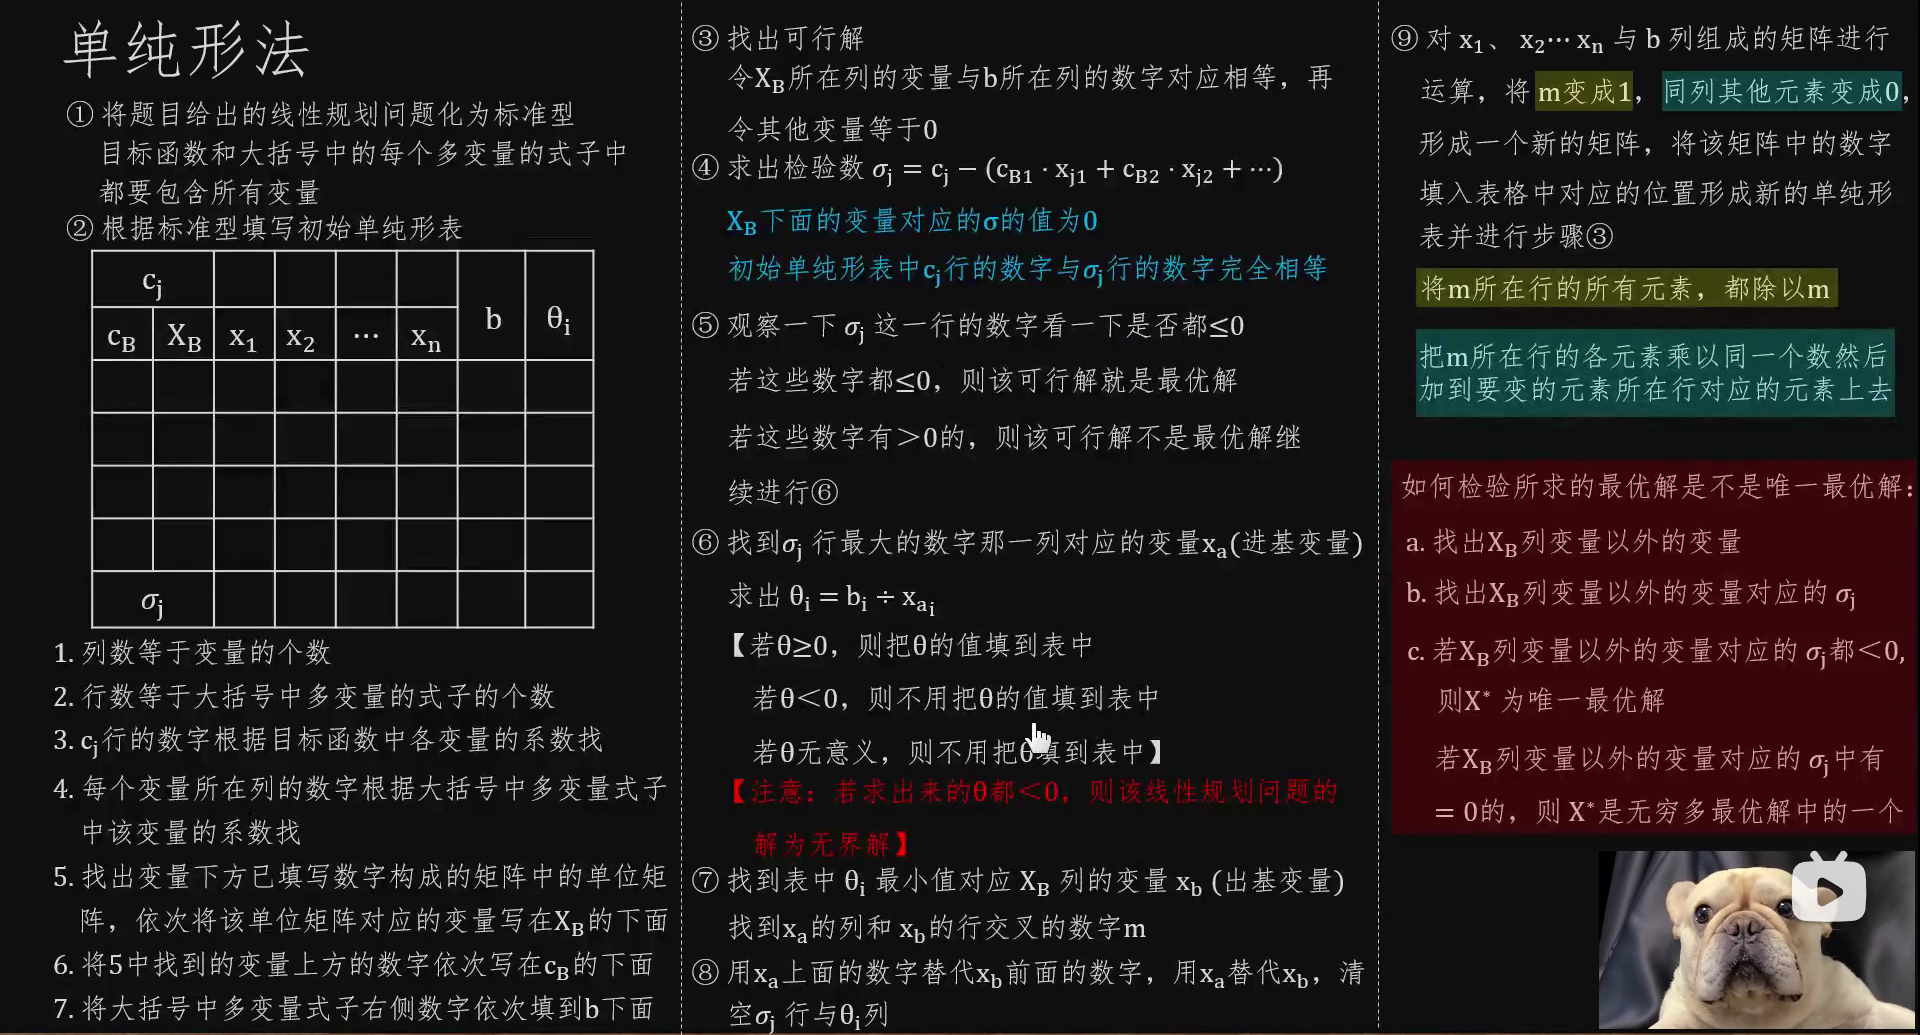 单纯形法
① 将题目给出的线性规划问题化为标准型
目标函数和大括号中的每个多变量的式子中
都要包含所有变量
② 根据标准型填写初始单纯形表
cⱼ b θᵢ
c_B X_B x₁ x₂ ⋯ xₙ
σⱼ
1. 列数等于变量的个数
2. 行数等于大括号中多变量的式子的个数
3. cⱼ行的数字根据目标函数中各变量的系数找
4. 每个变量所在列的数字根据大括号中多变量式子
中该变量的系数找
5. 找出变量下方已填写数字构成的矩阵中的单位矩
阵，依次将该单位矩阵对应的变量写在X_B的下面
6. 将5中找到的变量上方的数字依次写在c_B的下面
7. 将大括号中多变量式子右侧数字依次填到b下面
③ 找出可行解
令X_B所在列的变量与b所在列的数字对应相等，再
令其他变量等于0
④ 求出检验数 σⱼ = cⱼ − (c_B1 · x_j1 + c_B2 · x_j2 + ⋯)
X_B下面的变量对应的σ的值为0
初始单纯形表中cⱼ行的数字与σⱼ行的数字完全相等
⑤ 观察一下 σⱼ 这一行的数字看一下是否都≤0
若这些数字都≤0，则该可行解就是最优解
若这些数字有＞0的，则该可行解不是最优解继
续进行⑥
⑥ 找到σⱼ 行最大的数字那一列对应的变量xₐ(进基变量)
求出 θᵢ = bᵢ ÷ x_aᵢ
【若θ≥0，则把θ的值填到表中
若θ＜0，则不用把θ的值填到表中
若θ无意义，则不用把θ填到表中】
【注意：若求出来的θ都＜0，则该线性规划问题的
解为无界解】
⑦ 找到表中 θᵢ 最小值对应 X_B 列的变量 x_b (出基变量)
找到xₐ的列和 x_b的行交叉的数字m
⑧ 用xₐ上面的数字替代x_b前面的数字，用xₐ替代x_b，清
空σⱼ 行与θᵢ列
⑨ 对 x₁、 x₂⋯ xₙ 与 b 列组成的矩阵进行
运算，将 m变成1，同列其他元素变成0，
形成一个新的矩阵，将该矩阵中的数字
填入表格中对应的位置形成新的单纯形
表并进行步骤③
将m所在行的所有元素，都除以m
把m所在行的各元素乘以同一个数然后
加到要变的元素所在行对应的元素上去
如何检验所求的最优解是不是唯一最优解：
a. 找出X_B列变量以外的变量
b. 找出X_B列变量以外的变量对应的 σⱼ
c. 若X_B列变量以外的变量对应的 σⱼ都＜0,
则X* 为唯一最优解
若X_B列变量以外的变量对应的 σⱼ中有
= 0的，则 X*是无穷多最优解中的一个